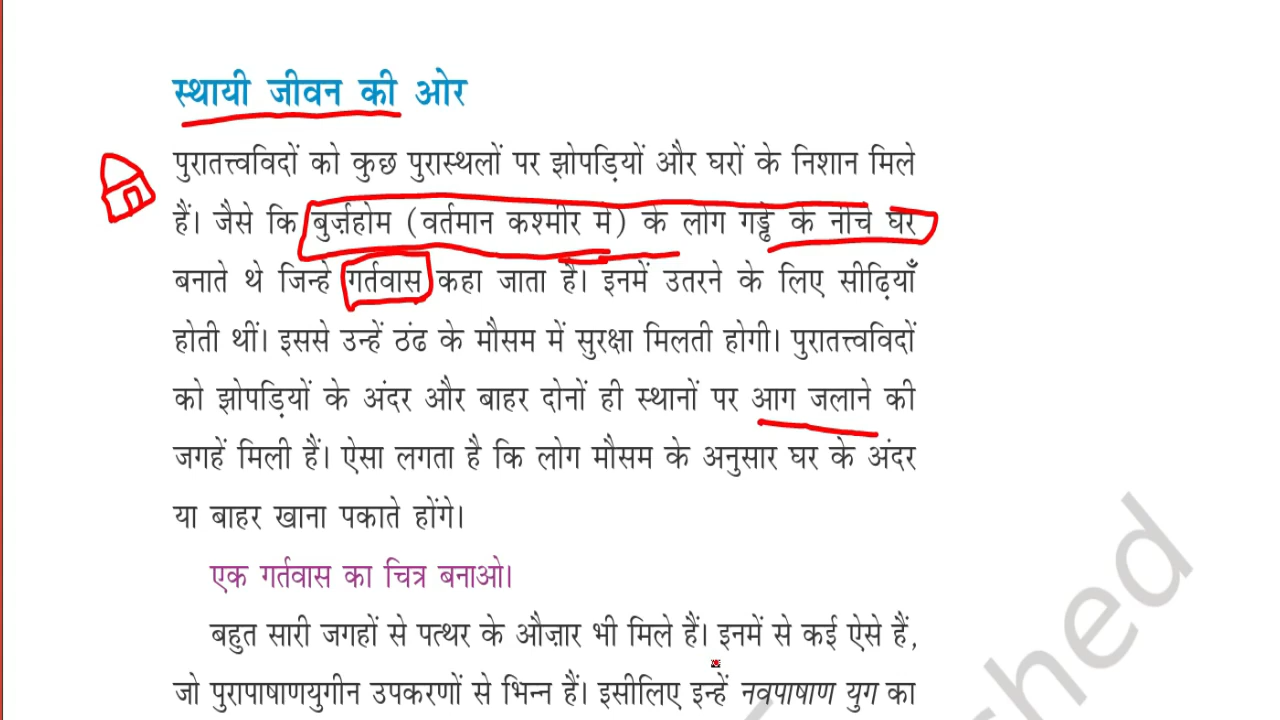 स्थायी जीवन की ओर
पुरातत्त्वविदों को कुछ पुरास्थलों पर झोपड़ियों और घरों के निशान मिले
हैं। जैसे कि बुर्ज़होम (वर्तमान कश्मीर में) के लोग गड्ढे के नीचे घर
बनाते थे जिन्हे गर्तवास कहा जाता है। इनमें उतरने के लिए सीढ़ियाँ
होती थीं। इससे उन्हें ठंढ के मौसम में सुरक्षा मिलती होगी। पुरातत्त्वविदों
को झोपड़ियों के अंदर और बाहर दोनों ही स्थानों पर आग जलाने की
जगहें मिली हैं। ऐसा लगता है कि लोग मौसम के अनुसार घर के अंदर
या बाहर खाना पकाते होंगे।
एक गर्तवास का चित्र बनाओ।
बहुत सारी जगहों से पत्थर के औज़ार भी मिले हैं। इनमें से कई ऐसे हैं,
जो पुरापाषाणयुगीन उपकरणों से भिन्न हैं। इसीलिए इन्हें नवपाषाण युग का